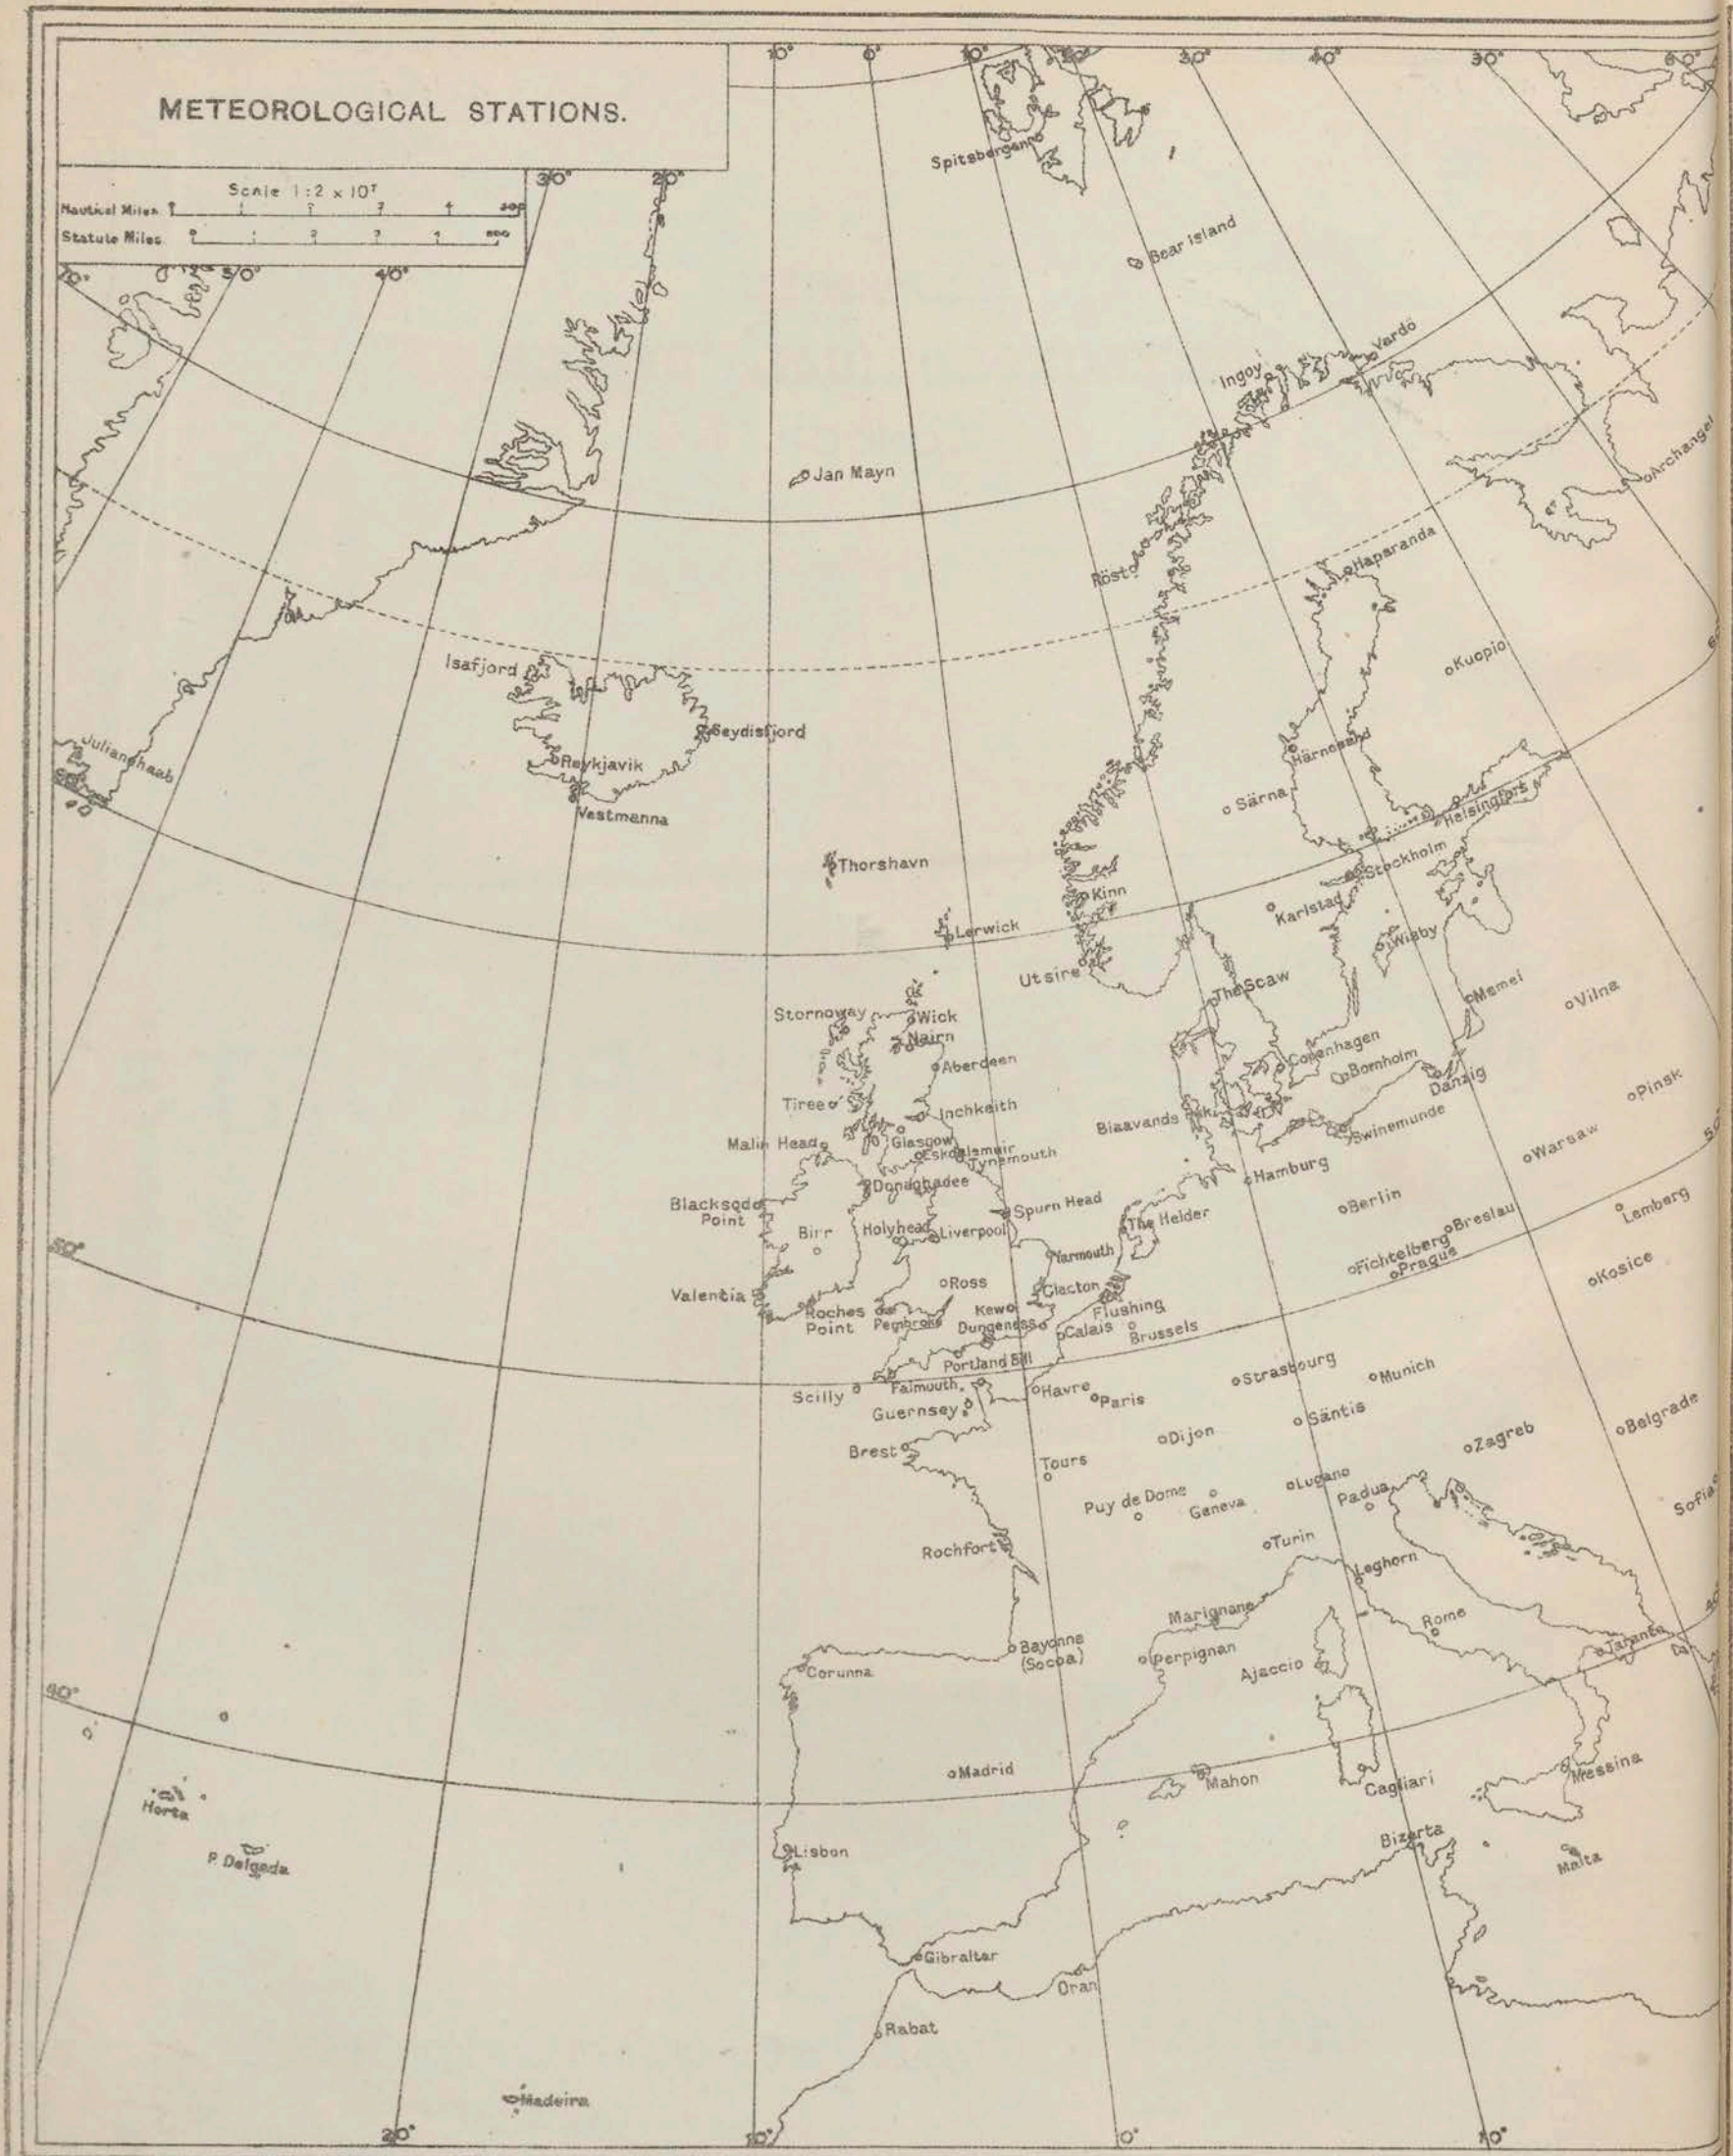 METEOROLOGICAL STATIONS.
Scale 1:2 x 10⁷
Nautical Miles
Statute Miles
10°
0°
10°
20°
30°
40°
60°
30°
20°
70°
50°
40°
Spitsbergen
Bear Island
Vardö
Ingoy
Jan Mayn
Archangel
Haparanda
Röst
Kuopio
Isafjord
Seydisfjord
Reykjavik
Vestmanna
Julianehaab
Härnosand
Särna
Helsingfors
Thorshavn
Stockholm
Kinn
Karlstad
Lerwick
Wisby
Utsire
The Scaw
Memel
Vilna
Stornoway
Wick
Nairn
Copenhagen
Aberdeen
Bornholm
Danzig
Pinsk
Tiree
Inchkeith
Blaavands Huk
Swinemunde
Malin Head
Glasgow
Eskdalemuir
Tynemouth
Warsaw
Hamburg
Donaghadee
Blacksod
Point
Spurn Head
Berlin
Lemberg
The Helder
Breslau
Birr
Holyhead
Liverpool
Yarmouth
Fichtelberg
Prague
Kosice
50°
Ross
Clacton
Valentia
Roches
Point
Pembroke
Kew
Dungeness
Flushing
Calais
Brussels
Portland Bill
Strasbourg
Munich
Scilly
Falmouth
Havre
Paris
Guernsey
Säntis
Belgrade
Dijon
Zagreb
Brest
Tours
Lugano
Padua
Puy de Dome
Geneva
Sofia
Turin
Rochfort
Leghorn
Marignane
Rome
Bayonne
(Socoa)
Perpignan
Taranto
Ajaccio
Corunna
40°
Madrid
Mahon
Cagliari
Messina
Horta
Bizerta
P. Delgada
Lisbon
Malta
Gibraltar
Oran
Rabat
Madeira
20°
10°
0°
10°